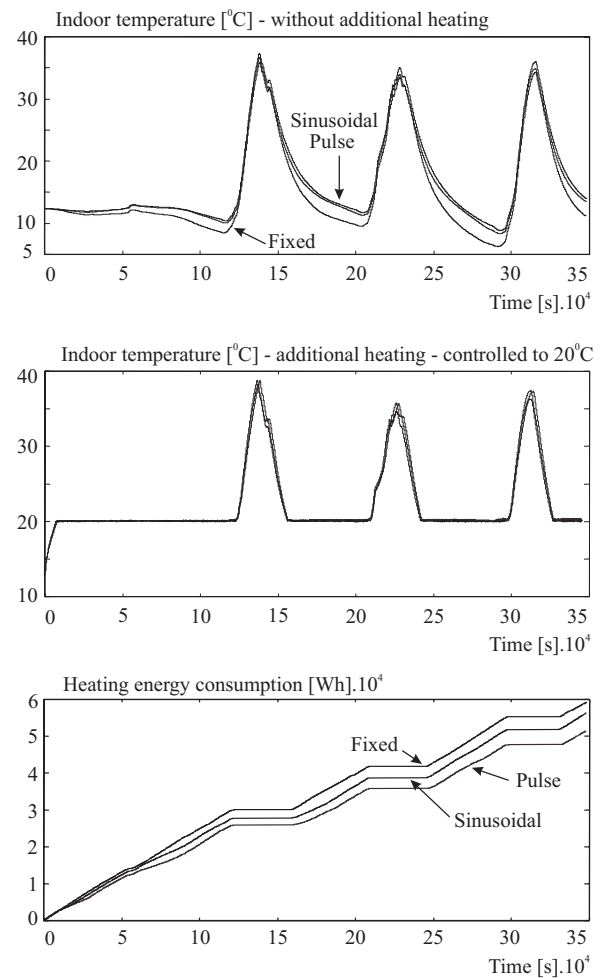 Indoor temperature [⁰C] - without additional heating
40
30
20
10
5
Sinusoidal
Pulse
Fixed
0 5 10 15 20 25 30 35
Time [s].10⁴
Indoor temperature [⁰C] - additional heating - controlled to 20⁰C
40
30
20
10
0 5 10 15 20 25 30 35
Time [s].10⁴
Heating energy consumption [Wh].10⁴
6
5
4
3
2
1
0
Fixed
Pulse
Sinusoidal
0 5 10 15 20 25 30 35
Time [s].10⁴